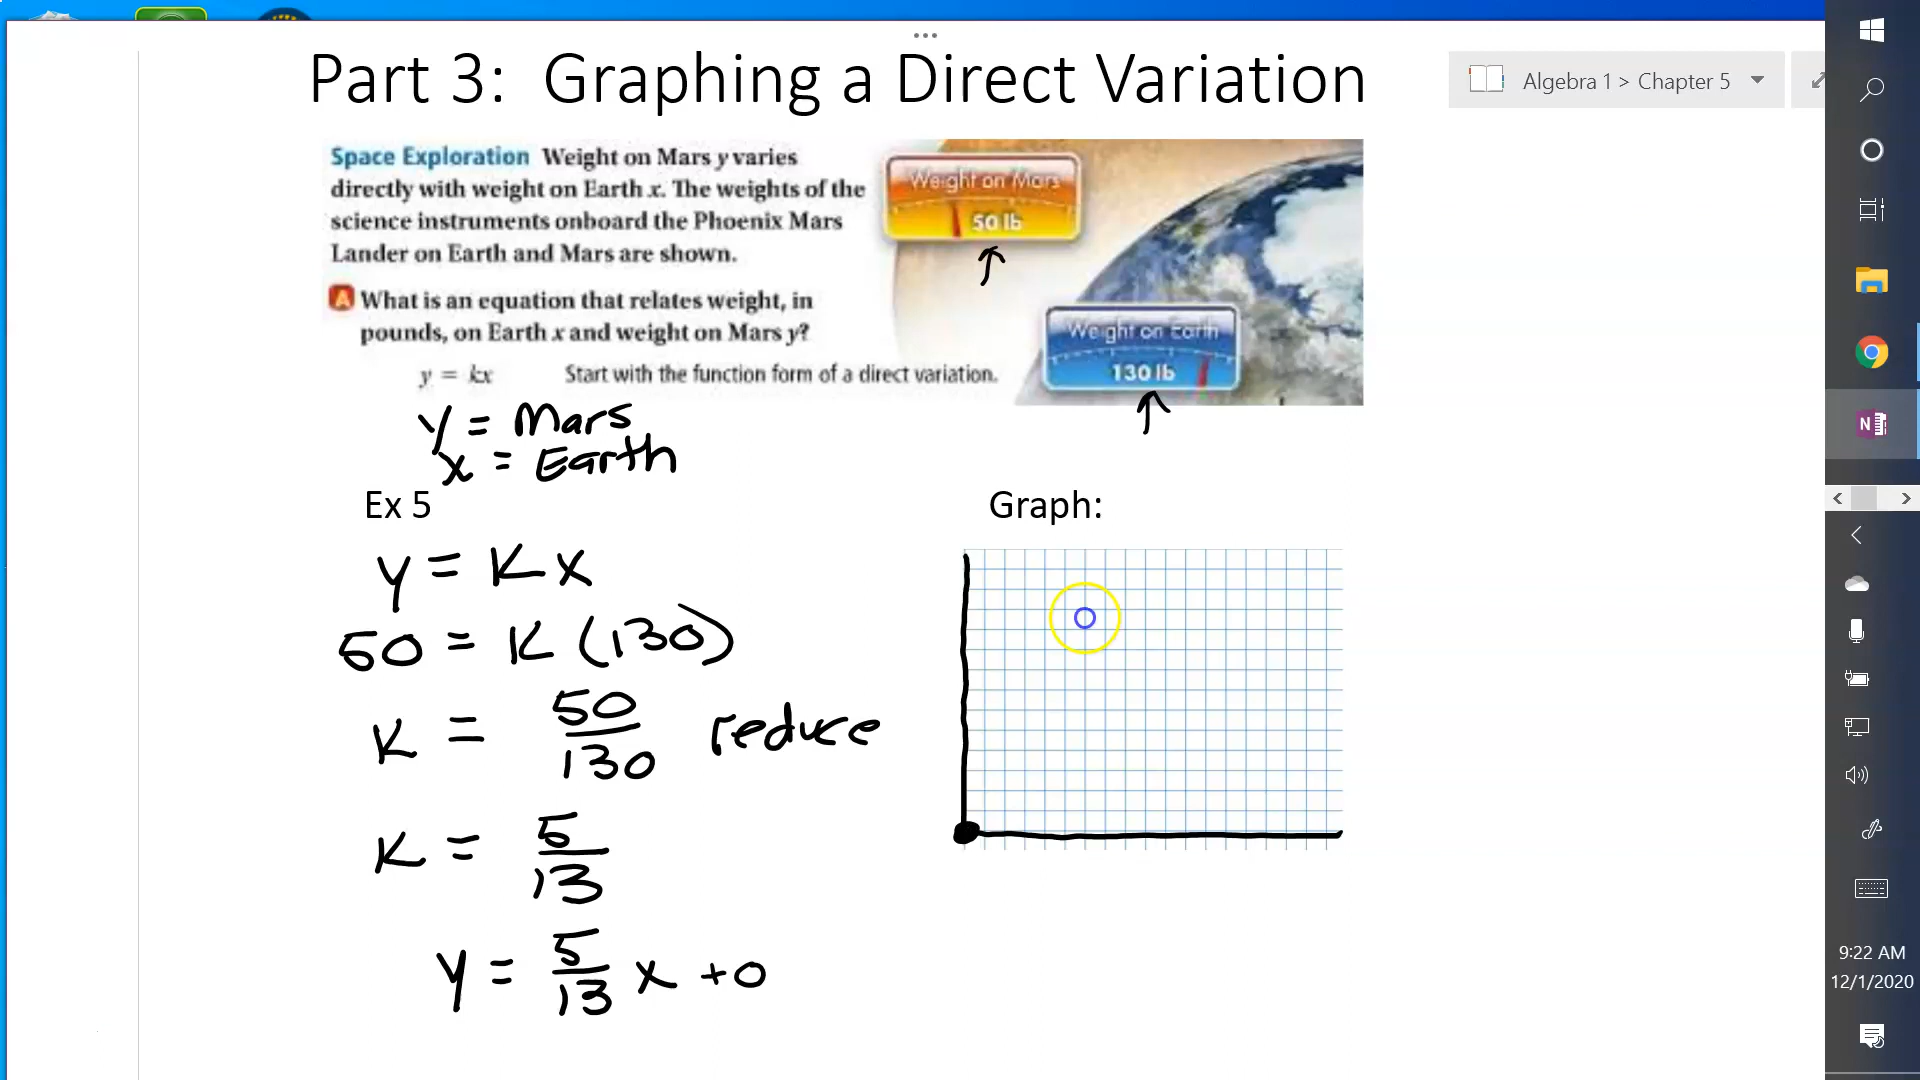 Part 3: Graphing a Direct Variation
Algebra 1 > Chapter 5
Space Exploration Weight on Mars y varies
directly with weight on Earth x. The weights of the
science instruments onboard the Phoenix Mars
Lander on Earth and Mars are shown.
Weight on Mars
50 lb
A What is an equation that relates weight, in
pounds, on Earth x and weight on Mars y?
Weight on Earth
130 lb
y = kx Start with the function form of a direct variation.
y = Mars
x = Earth
Ex 5
Graph:
y = Kx
50 = K (130)
K = 50/130 reduce
K = 5/13
y = 5/13 x + 0
N
9:22 AM
12/1/2020